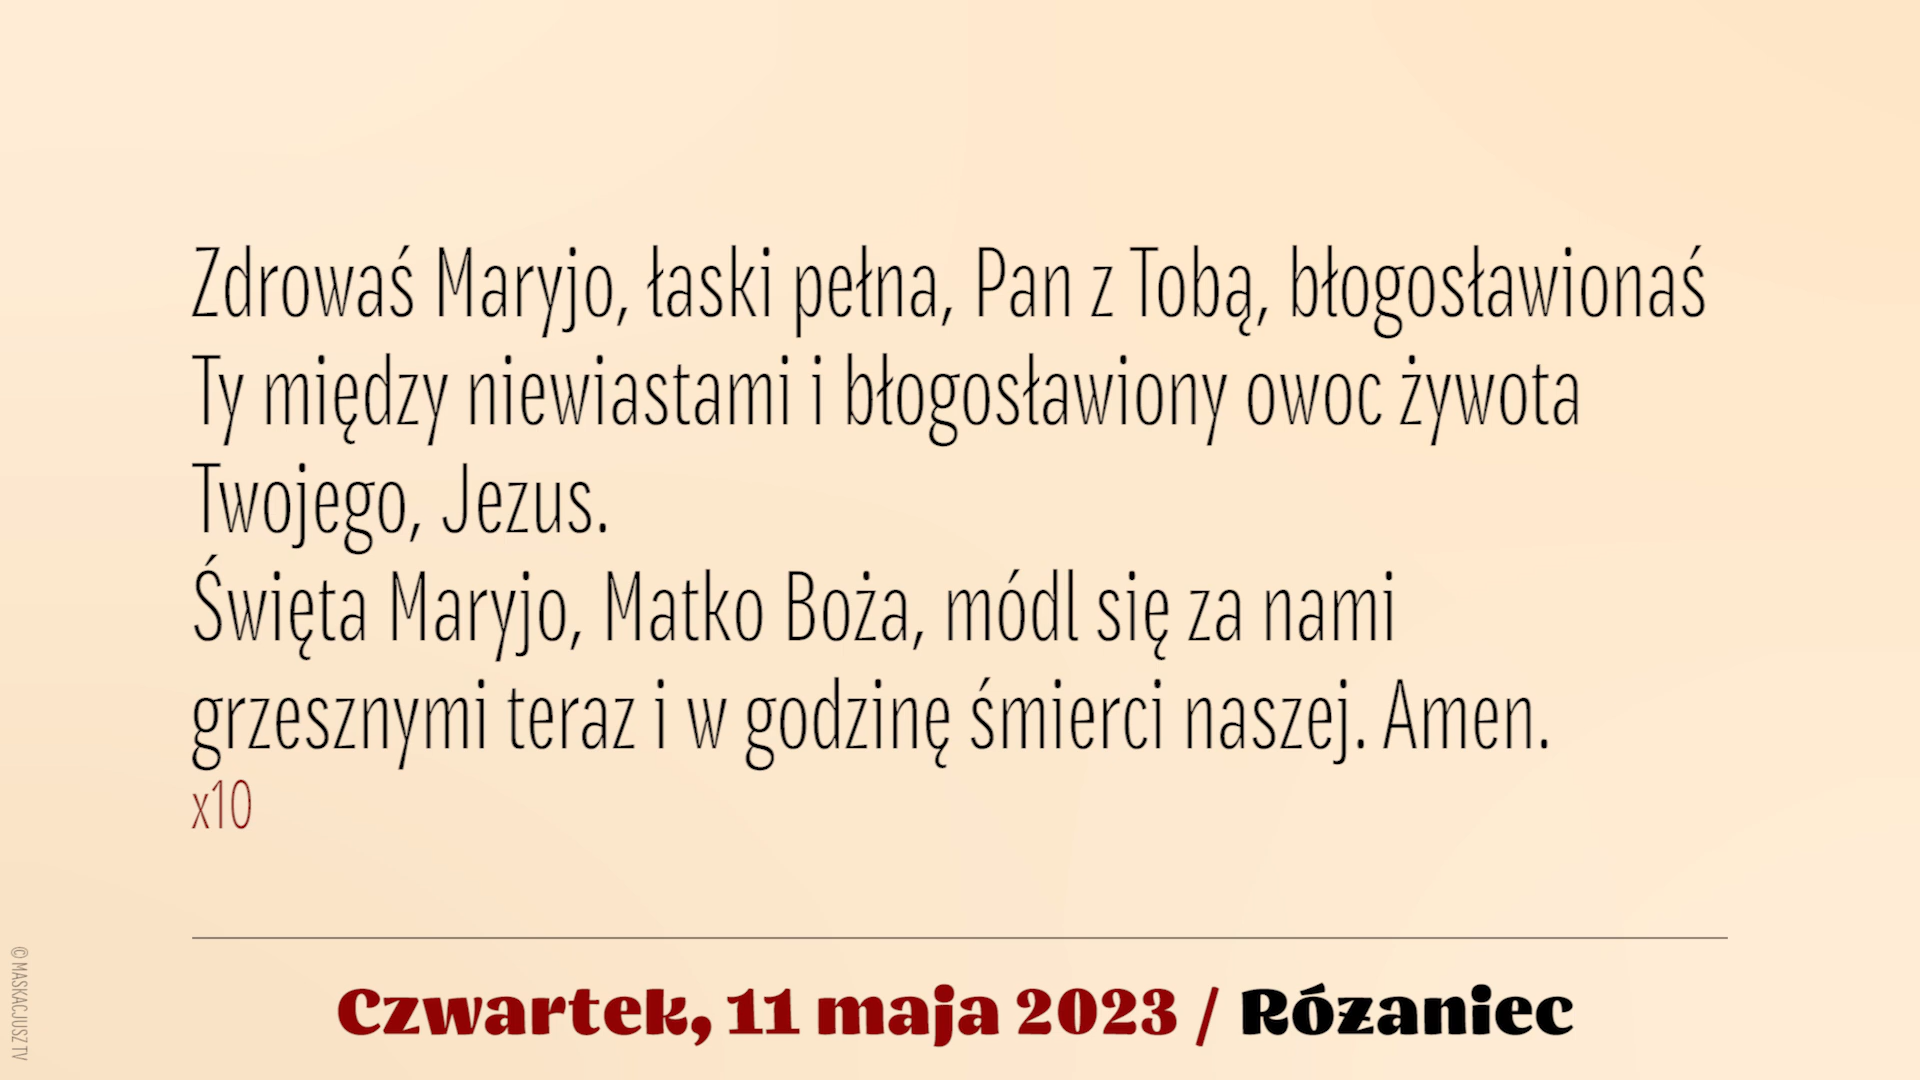 Zdrowaś Maryjo, łaski pełna, Pan z Tobą, błogosławionaś
Ty między niewiastami i błogosławiony owoc żywota
Twojego, Jezus.
Święta Maryjo, Matko Boża, módl się za nami
grzesznymi teraz i w godzinę śmierci naszej. Amen.
x10
© MASKACJUSZ TV
Czwartek, 11 maja 2023 / Różaniec